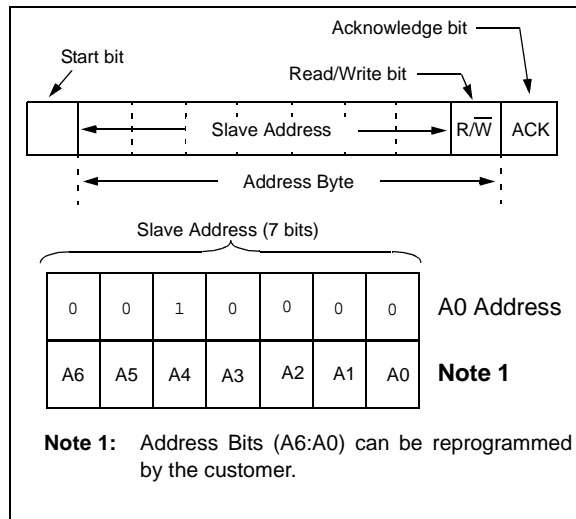 Acknowledge bit
Start bit
Read/Write bit
Slave Address
R/W̅
ACK
Address Byte
Slave Address (7 bits)
0 0 1 0 0 0 0 A0 Address
A6 A5 A4 A3 A2 A1 A0 Note 1
Note 1: Address Bits (A6:A0) can be reprogrammed
by the customer.